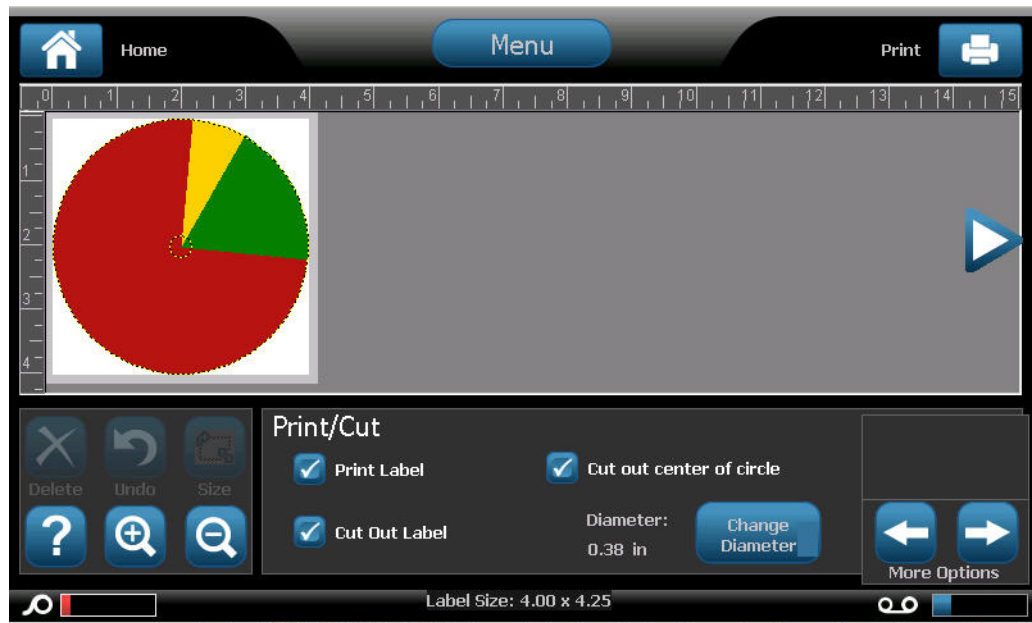 Home
Menu
Print
0 1 2 3 4 5 6 7 8 9 10 11 12 13 14 15
1
2
3
4
Print/Cut
Print Label
Cut out center of circle
Delete
Undo
Size
?
Cut Out Label
Diameter:
0.38 in
Change
Diameter
More Options
Label Size: 4.00 x 4.25